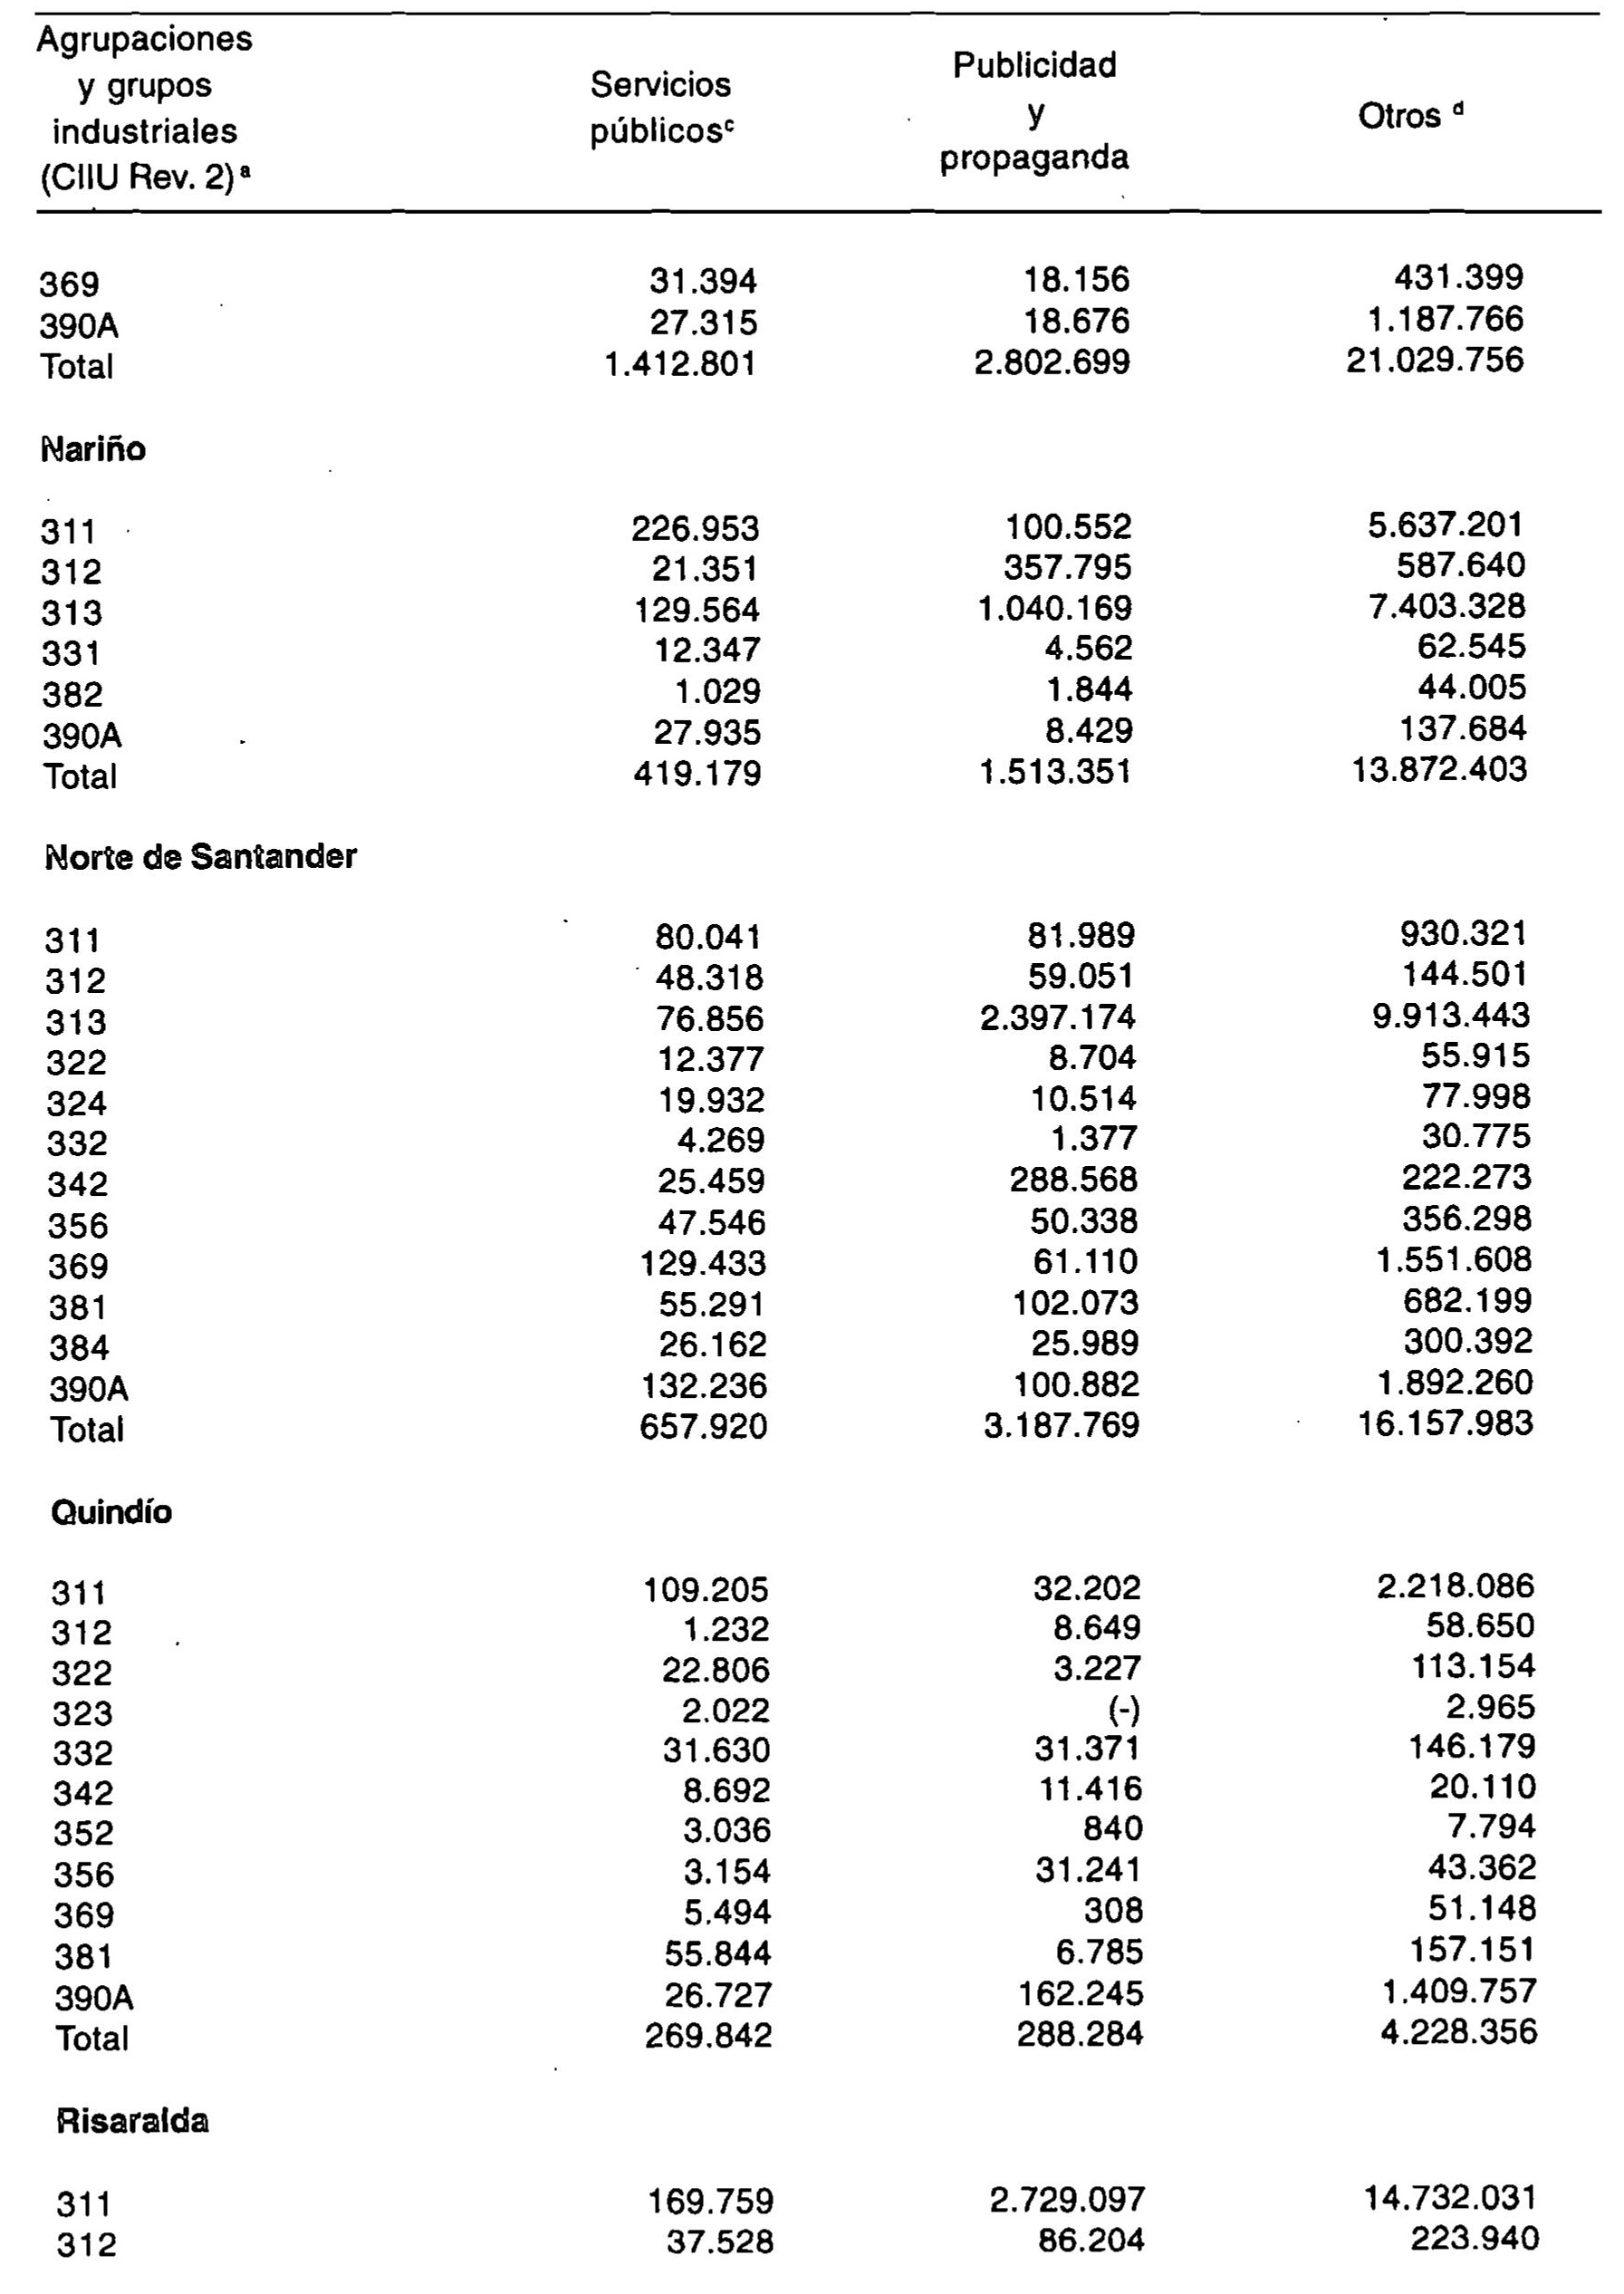 Agrupaciones
y grupos
industriales
(CIIU Rev. 2) a
Servicios
públicos c
Publicidad
y
propaganda
Otros d
369 31.394 18.156 431.399
390A 27.315 18.676 1.187.766
Total 1.412.801 2.802.699 21.029.756
Nariño
311 226.953 100.552 5.637.201
312 21.351 357.795 587.640
313 129.564 1.040.169 7.403.328
331 12.347 4.562 62.545
382 1.029 1.844 44.005
390A 27.935 8.429 137.684
Total 419.179 1.513.351 13.872.403
Norte de Santander
311 80.041 81.989 930.321
312 48.318 59.051 144.501
313 76.856 2.397.174 9.913.443
322 12.377 8.704 55.915
324 19.932 10.514 77.998
332 4.269 1.377 30.775
342 25.459 288.568 222.273
356 47.546 50.338 356.298
369 129.433 61.110 1.551.608
381 55.291 102.073 682.199
384 26.162 25.989 300.392
390A 132.236 100.882 1.892.260
Total 657.920 3.187.769 16.157.983
Quindío
311 109.205 32.202 2.218.086
312 1.232 8.649 58.650
322 22.806 3.227 113.154
323 2.022 (-) 2.965
332 31.630 31.371 146.179
342 8.692 11.416 20.110
352 3.036 840 7.794
356 3.154 31.241 43.362
369 5.494 308 51.148
381 55.844 6.785 157.151
390A 26.727 162.245 1.409.757
Total 269.842 288.284 4.228.356
Risaralda
311 169.759 2.729.097 14.732.031
312 37.528 86.204 223.940